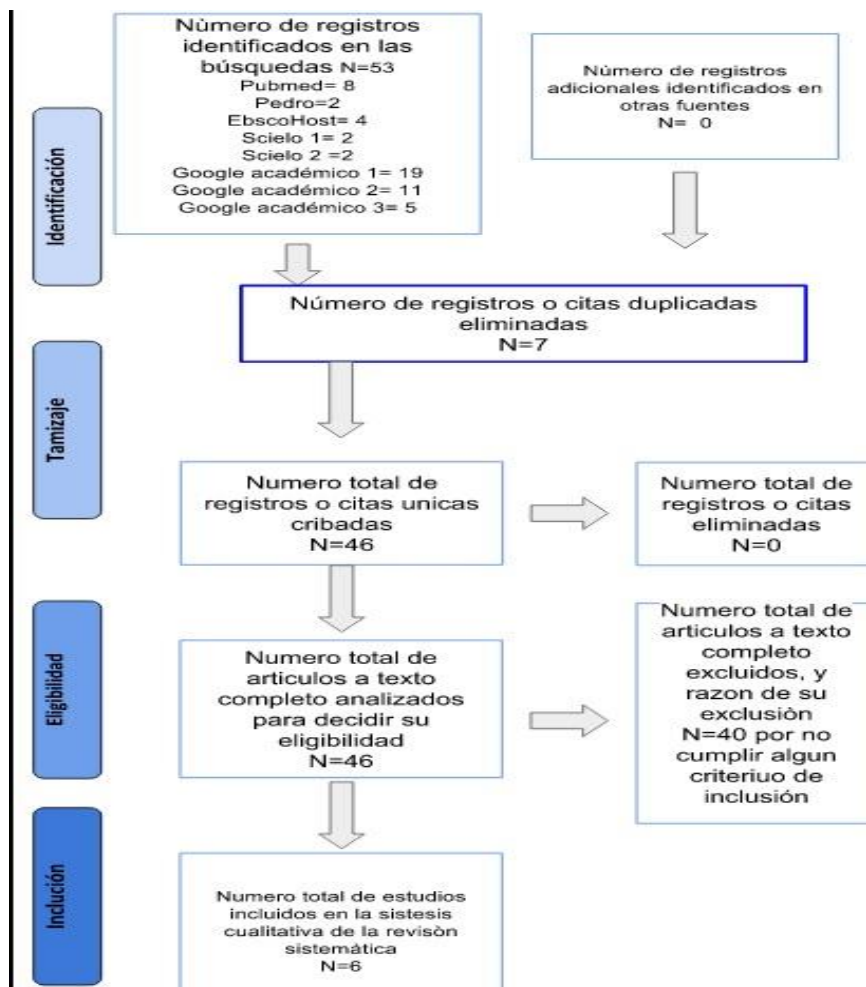 Nùmero de registros
identificados en las
búsquedas N=53
Pubmed= 8
Pedro=2
EbscoHost= 4
Scielo 1= 2
Scielo 2 =2
Google académico 1= 19
Google académico 2= 11
Google académico 3= 5
Número de registros
adicionales identificados en
otras fuentes
N= 0
Identificación
Número de registros o citas duplicadas
eliminadas
N=7
Tamizaje
Numero total de
registros o citas unicas
cribadas
N=46
Numero total de
registros o citas
eliminadas
N=0
Eligibilidad
Numero total de
articulos a texto
completo analizados
para decidir su
eligibilidad
N=46
Numero total de
articulos a texto
completo
excluidos, y
razon de su
exclusiòn
N=40 por no
cumplir algun
criteriuo de
inclusión
Inclución
Numero total de estudios
incluidos en la sistesis
cualitativa de la revisòn
sistemática
N=6